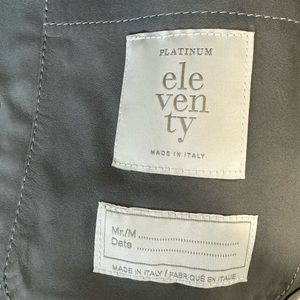 PLATINUM
ele
ven
ty
MADE IN ITALY
Mr./M ........................
Date ........................
MADE IN ITALY / FABRIQUÉ EN ITALIE